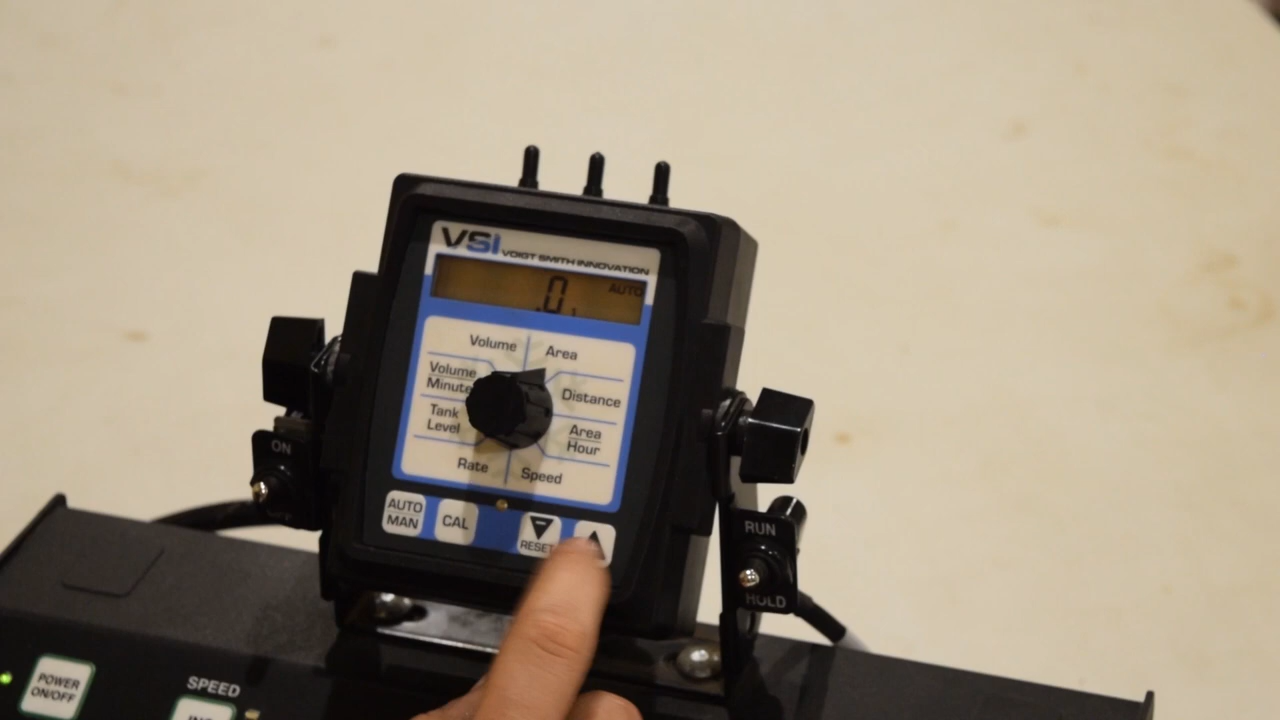 VSI VOIGT SMITH INNOVATION
.0.
AUTO
Volume
Area
Volume
Minute
Distance
Tank
Level
Area
Hour
Rate
Speed
AUTO
MAN
CAL
RESET
ON
RUN
HOLD
POWER
ON/OFF
SPEED